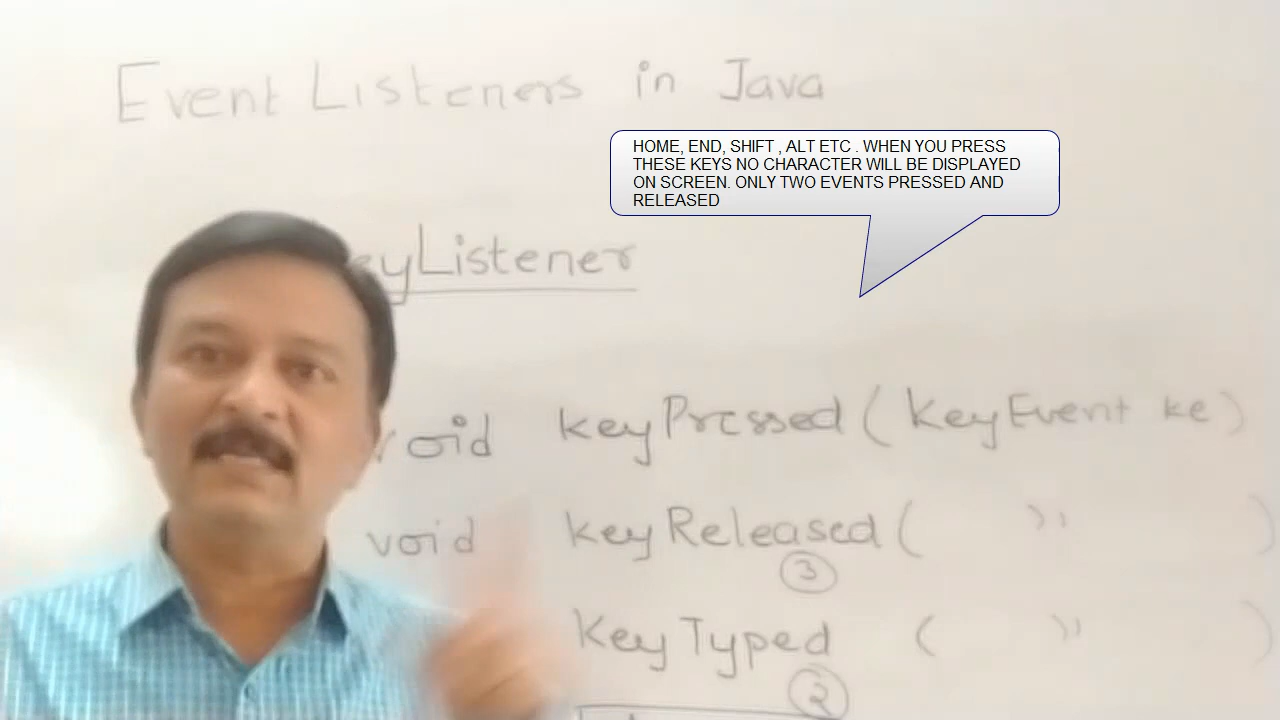 Event Listeners in Java
HOME, END, SHIFT , ALT ETC . WHEN YOU PRESS
THESE KEYS NO CHARACTER WILL BE DISPLAYED
ON SCREEN. ONLY TWO EVENTS PRESSED AND
RELEASED
eyListener
void keyPressed ( KeyEvent ke )
void keyReleased ( " )
3
KeyTyped ( " )
2